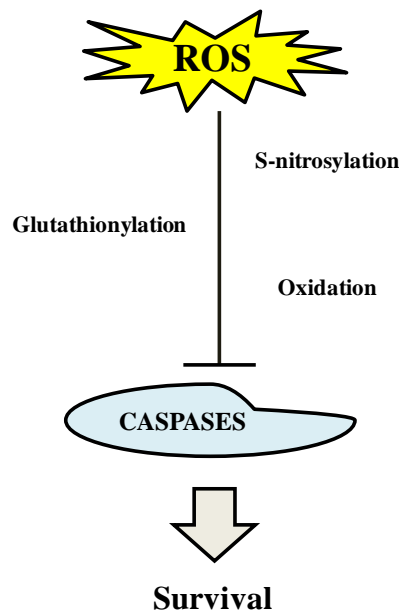 ROS
S-nitrosylation
Glutathionylation
Oxidation
CASPASES
Survival